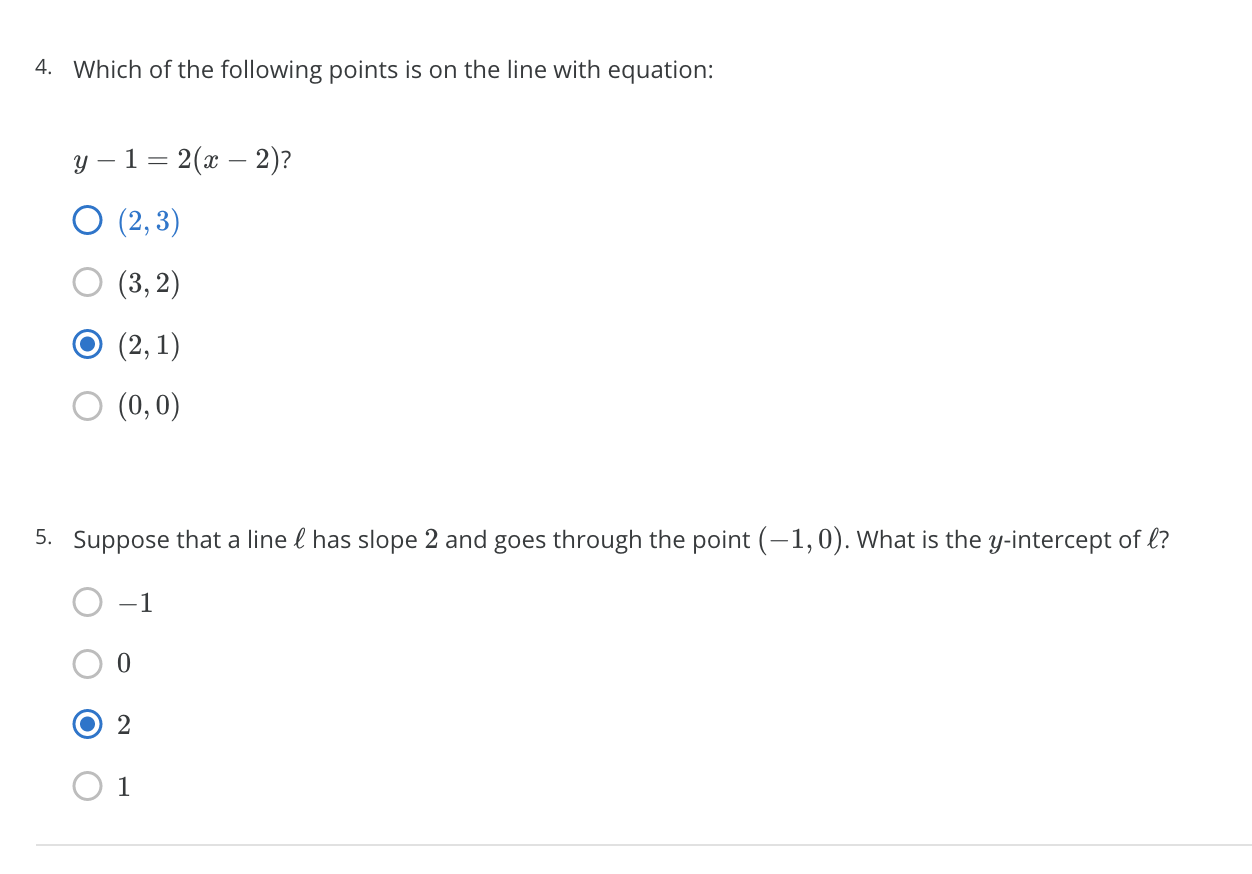 4. Which of the following points is on the line with equation:
y − 1 = 2(x − 2)?
(2, 3)
(3, 2)
(2, 1)
(0, 0)
5. Suppose that a line ℓ has slope 2 and goes through the point (−1, 0). What is the y-intercept of ℓ?
−1
0
2
1